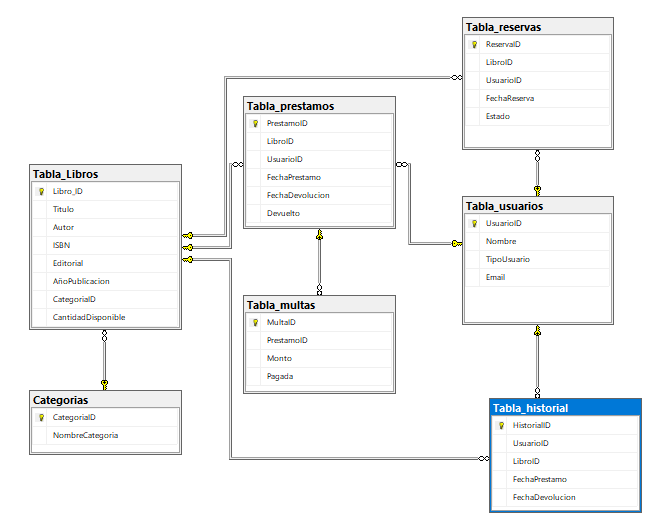 Tabla_reservas
ReservaID
LibroID
UsuarioID
FechaReserva
Estado
Tabla_prestamos
PrestamoID
LibroID
UsuarioID
FechaPrestamo
FechaDevolucion
Devuelto
Tabla_Libros
Libro_ID
Titulo
Autor
ISBN
Editorial
AñoPublicacion
CategoriaID
CantidadDisponible
Tabla_usuarios
UsuarioID
Nombre
TipoUsuario
Email
Tabla_multas
MultaID
PrestamoID
Monto
Pagada
Categorias
CategoriaID
NombreCategoria
Tabla_historial
HistorialID
UsuarioID
LibroID
FechaPrestamo
FechaDevolucion